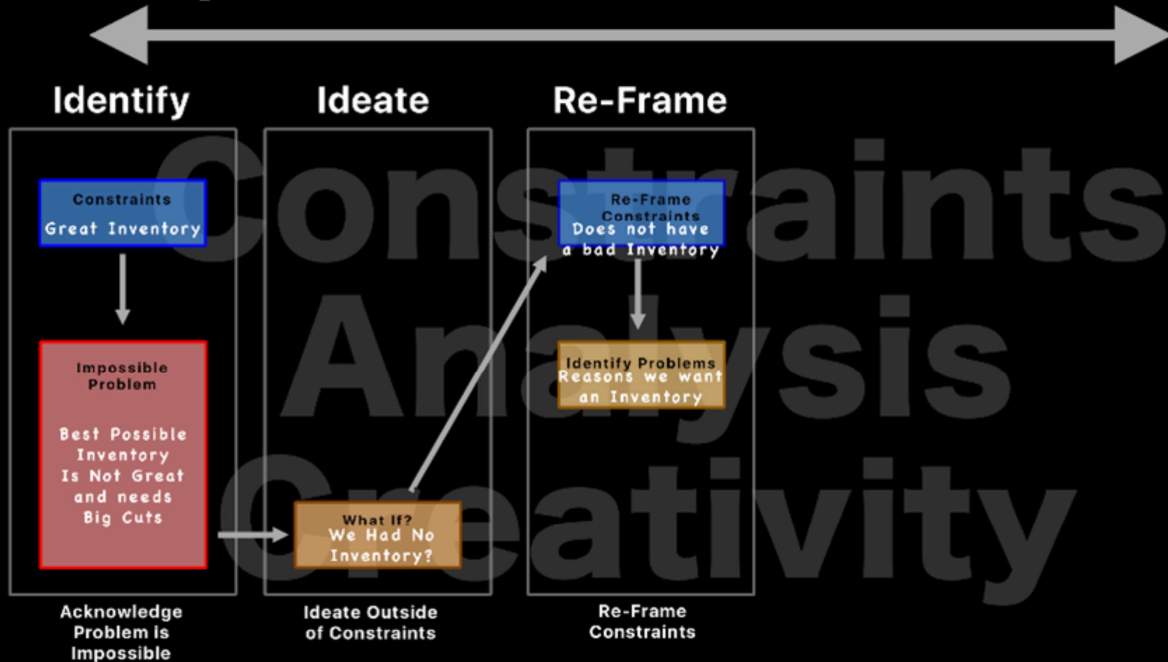 Constraints
Analysis
Creativity
Identify
Ideate
Re-Frame
Constraints
Great Inventory
Impossible
Problem
Best Possible
Inventory
Is Not Great
and needs
Big Cuts
Acknowledge
Problem is
Impossible
What If?
We Had No
Inventory?
Ideate Outside
of Constraints
Re-Frame
Constraints
Does not have
a bad Inventory
Identify Problems
Reasons we want
an Inventory
Re-Frame
Constraints